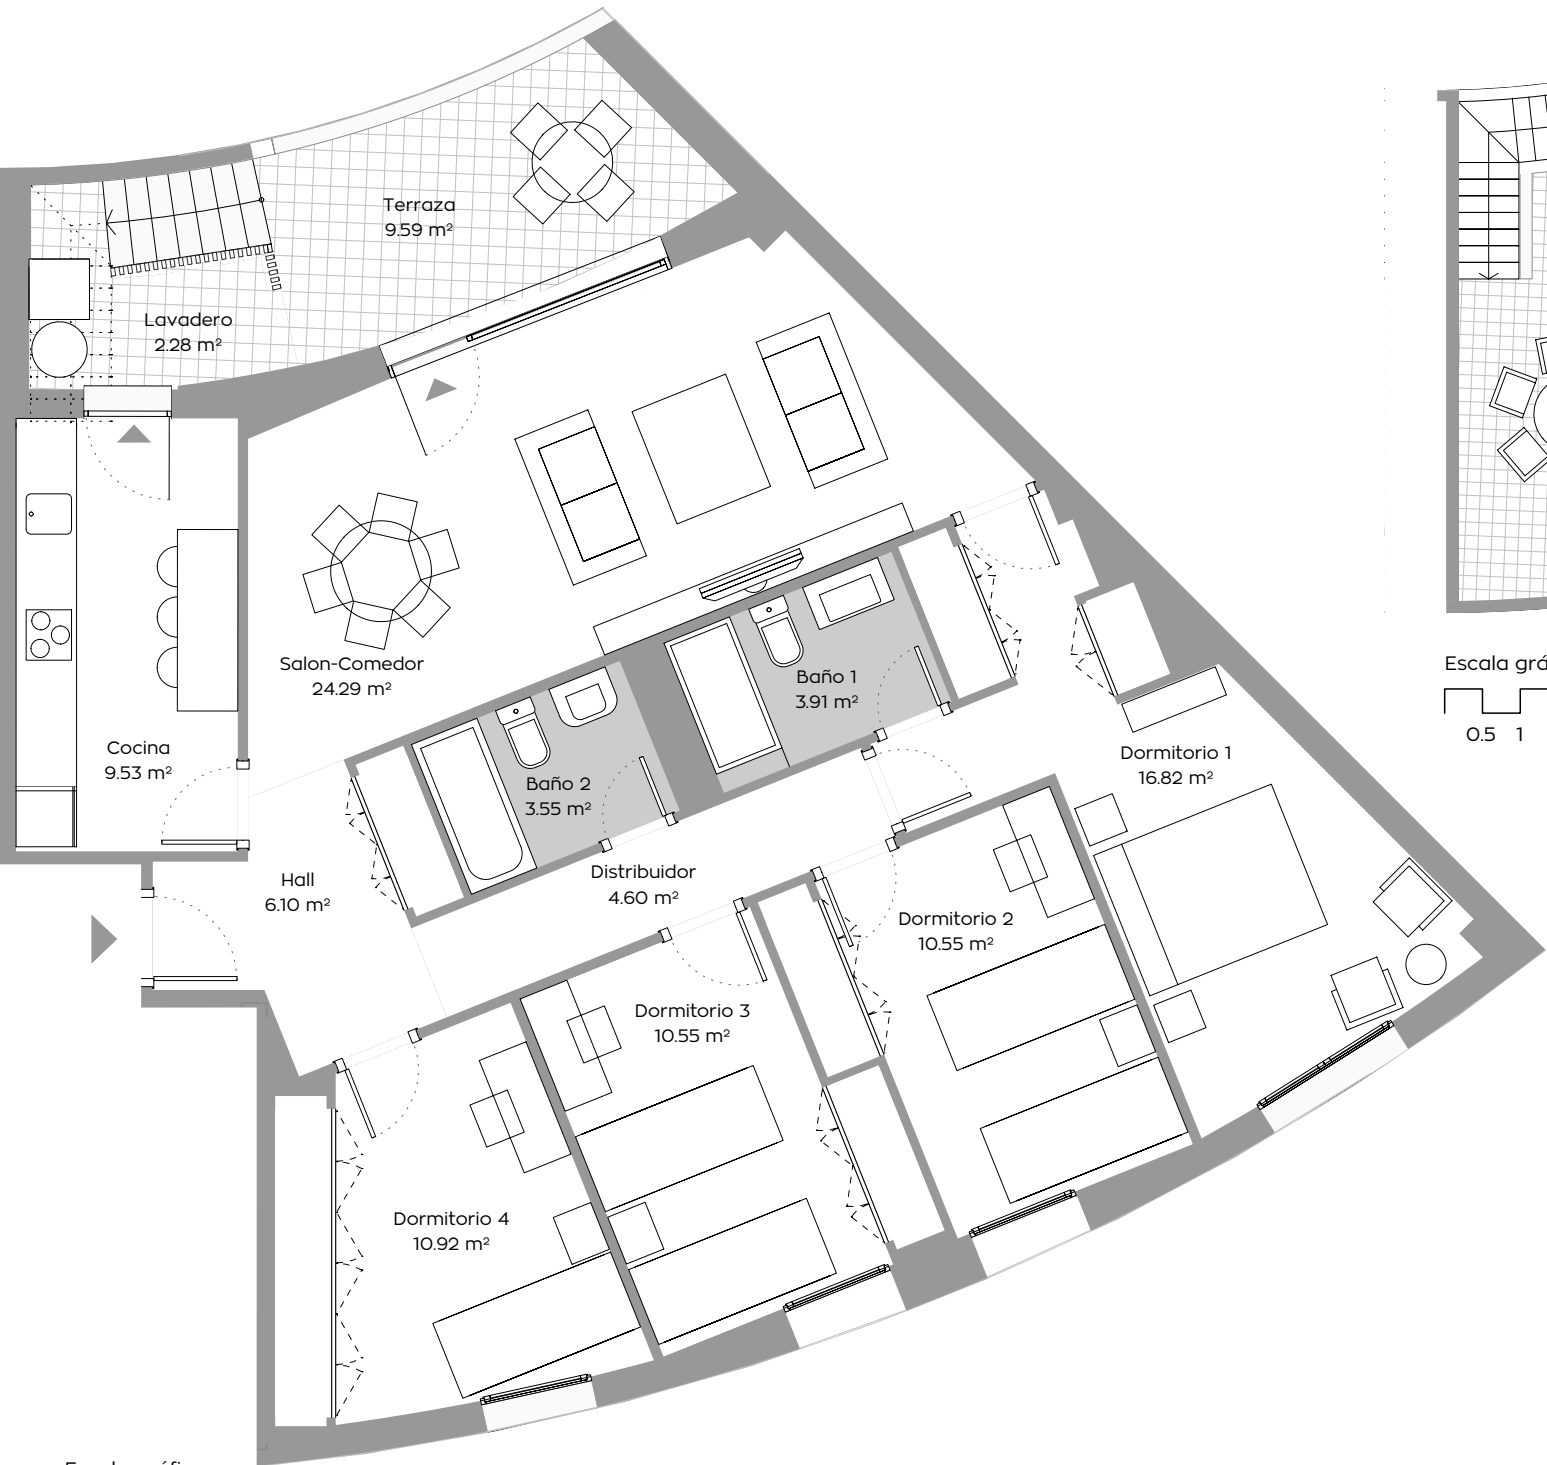 Terraza
9.59 m²
Lavadero
2.28 m²
Salon-Comedor
24.29 m²
Cocina
9.53 m²
Baño 1
3.91 m²
Baño 2
3.55 m²
Dormitorio 1
16.82 m²
Hall
6.10 m²
Distribuidor
4.60 m²
Dormitorio 2
10.55 m²
Dormitorio 3
10.55 m²
Dormitorio 4
10.92 m²
Escala grá
0.5 1